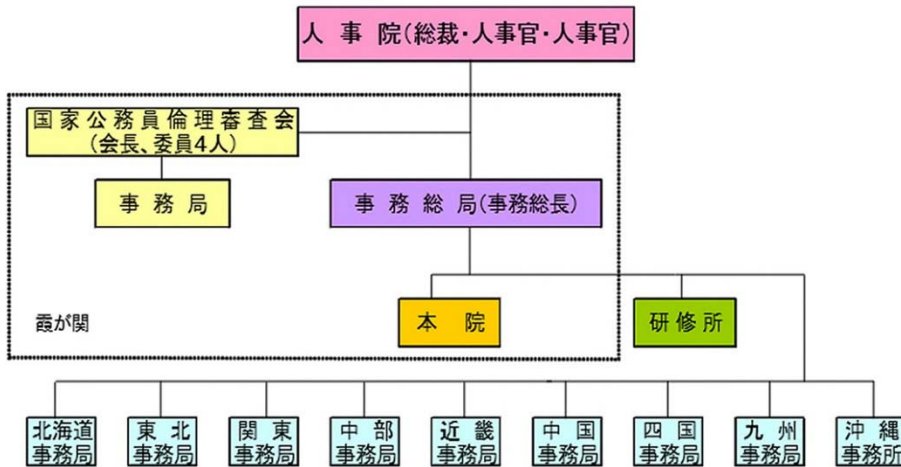 人事院(総裁・人事官・人事官)
国家公務員倫理審査会
(会長、委員4人)
事務局
事務総局(事務総長)
霞が関
本院
研修所
北海道
事務局
東北
事務局
関東
事務局
中部
事務局
近畿
事務局
中国
事務局
四国
事務局
九州
事務局
沖縄
事務所